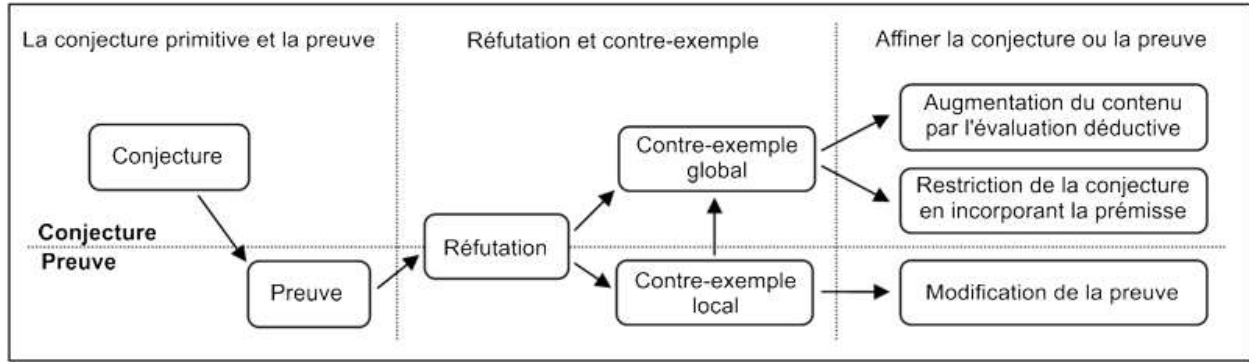 La conjecture primitive et la preuve
Réfutation et contre-exemple
Affiner la conjecture ou la preuve
Conjecture
Preuve
Conjecture
Preuve
Réfutation
Contre-exemple
global
Contre-exemple
local
Augmentation du contenu
par l'évaluation déductive
Restriction de la conjecture
en incorporant la prémisse
Modification de la preuve